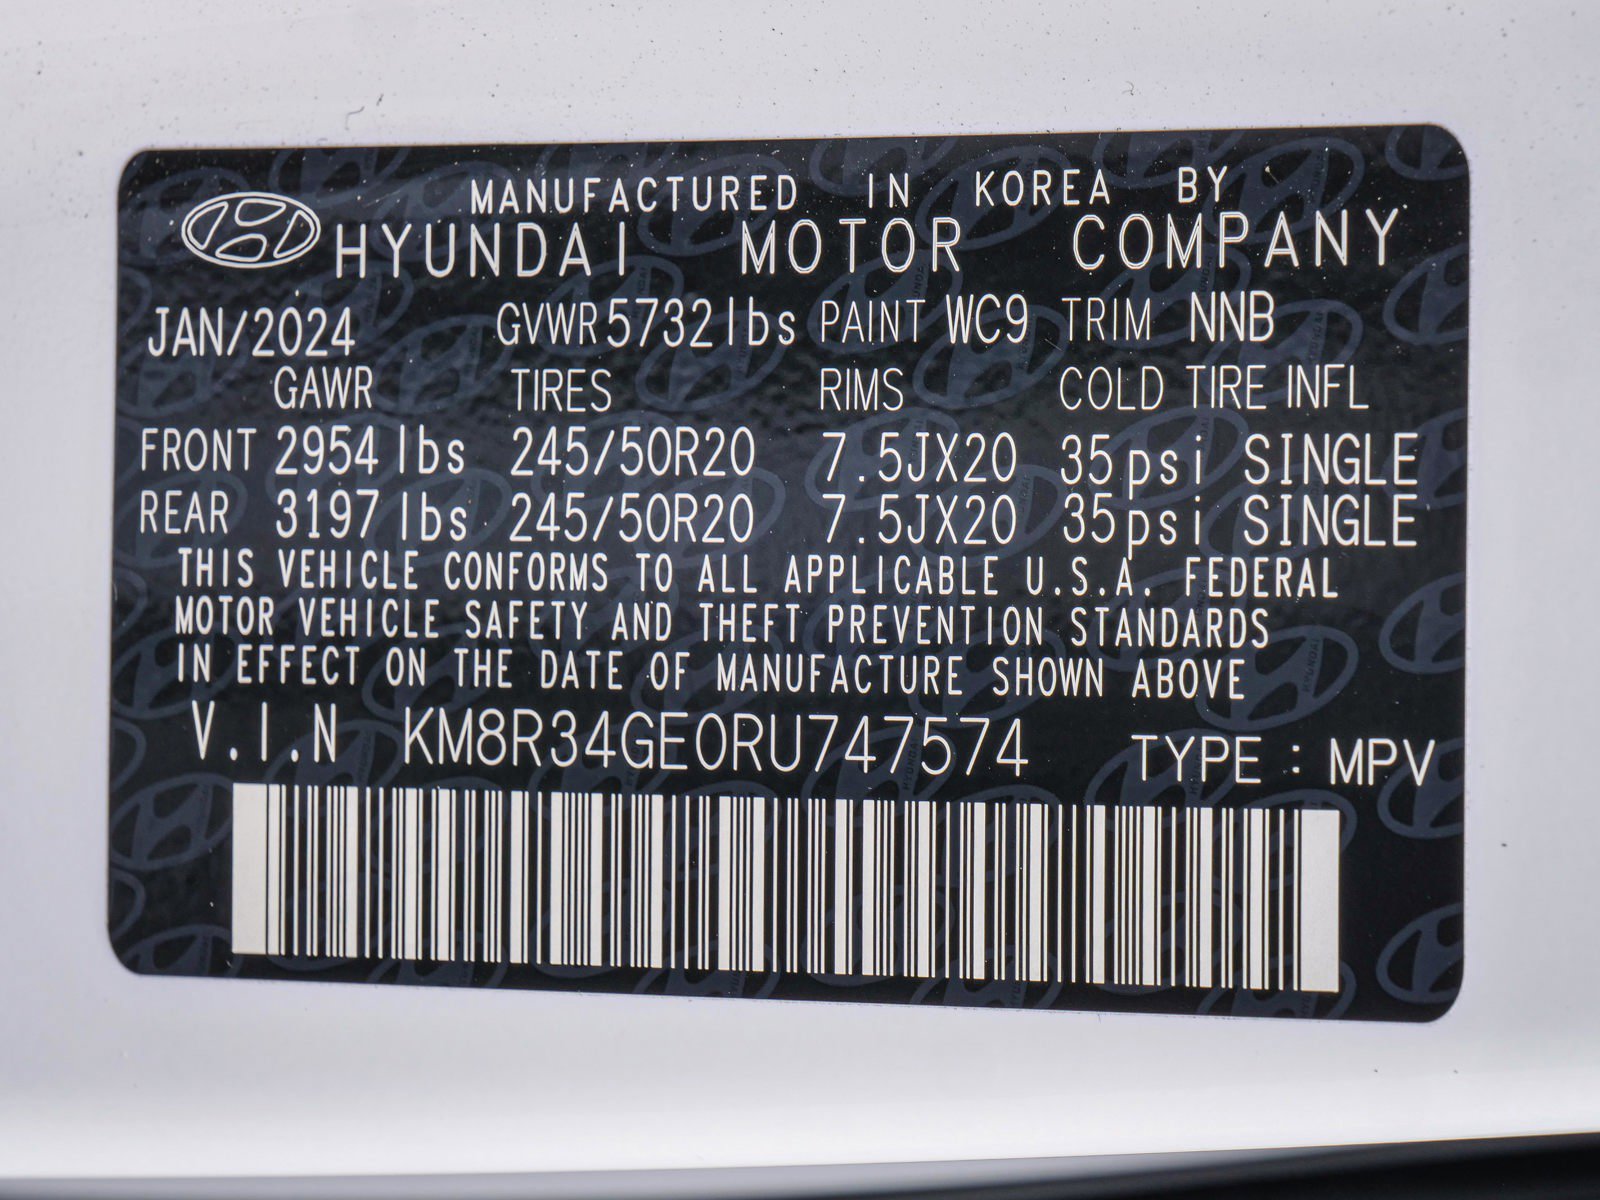 MANUFACTURED IN KOREA BY
HYUNDAI MOTOR COMPANY
JAN/2024 GVWR 5732lbs PAINT WC9 TRIM NNB
GAWR TIRES RIMS COLD TIRE INFL
FRONT 2954 lbs 245/50R20 7.5JX20 35psi SINGLE
REAR 3197 lbs 245/50R20 7.5JX20 35psi SINGLE
THIS VEHICLE CONFORMS TO ALL APPLICABLE U.S.A. FEDERAL
MOTOR VEHICLE SAFETY AND THEFT PREVENTION STANDARDS
IN EFFECT ON THE DATE OF MANUFACTURE SHOWN ABOVE
V.I.N KM8R34GE0RU747574 TYPE : MPV